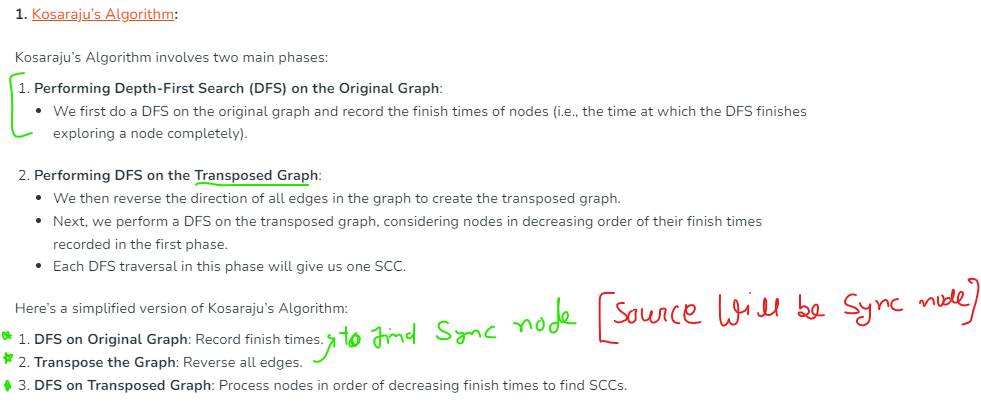 1. Kosaraju's Algorithm:
Kosaraju's Algorithm involves two main phases:
1. Performing Depth-First Search (DFS) on the Original Graph:
• We first do a DFS on the original graph and record the finish times of nodes (i.e., the time at which the DFS finishes
exploring a node completely).
2. Performing DFS on the Transposed Graph:
• We then reverse the direction of all edges in the graph to create the transposed graph.
• Next, we perform a DFS on the transposed graph, considering nodes in decreasing order of their finish times
recorded in the first phase.
• Each DFS traversal in this phase will give us one SCC.
Here's a simplified version of Kosaraju's Algorithm:
1. DFS on Original Graph: Record finish times. to find Sync node [Source Will be Sync node]
2. Transpose the Graph: Reverse all edges.
3. DFS on Transposed Graph: Process nodes in order of decreasing finish times to find SCCs.